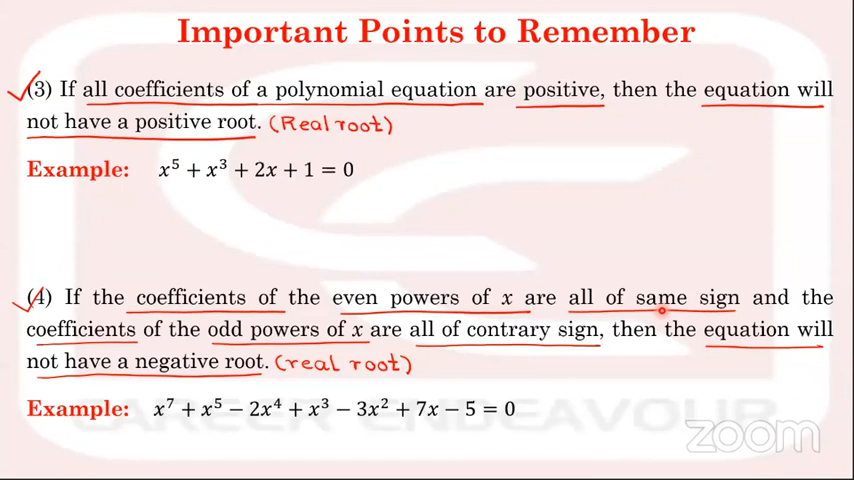 Important Points to Remember
(3) If all coefficients of a polynomial equation are positive, then the equation will
not have a positive root. (Real root)
Example: x⁵ + x³ + 2x + 1 = 0
(4) If the coefficients of the even powers of x are all of same sign and the
coefficients of the odd powers of x are all of contrary sign, then the equation will
not have a negative root. (real root)
Example: x⁷ + x⁵ − 2x⁴ + x³ − 3x² + 7x − 5 = 0
CAREER ENDEAVOUR
zoom